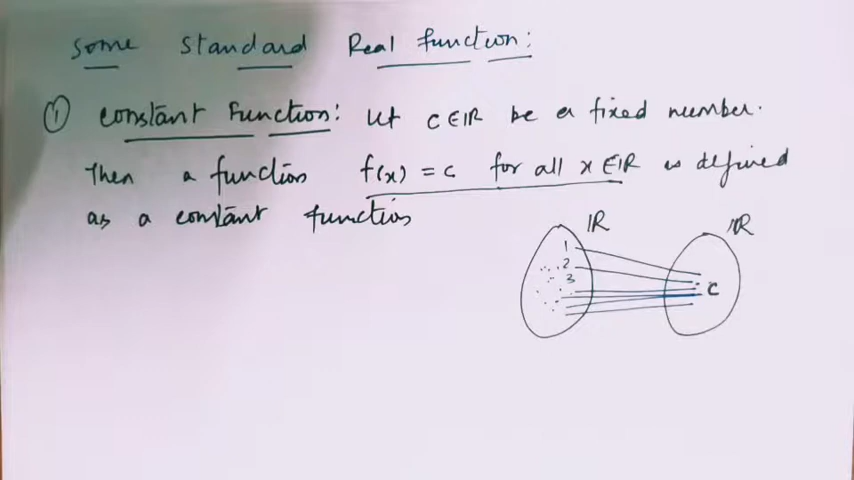 Some Standard Real function:
① Constant Function: Let c∈ℝ be a fixed number.
Then a function f(x) = c for all x∈ℝ is defined
as a constant function
ℝ ℝ
1
2
3
c